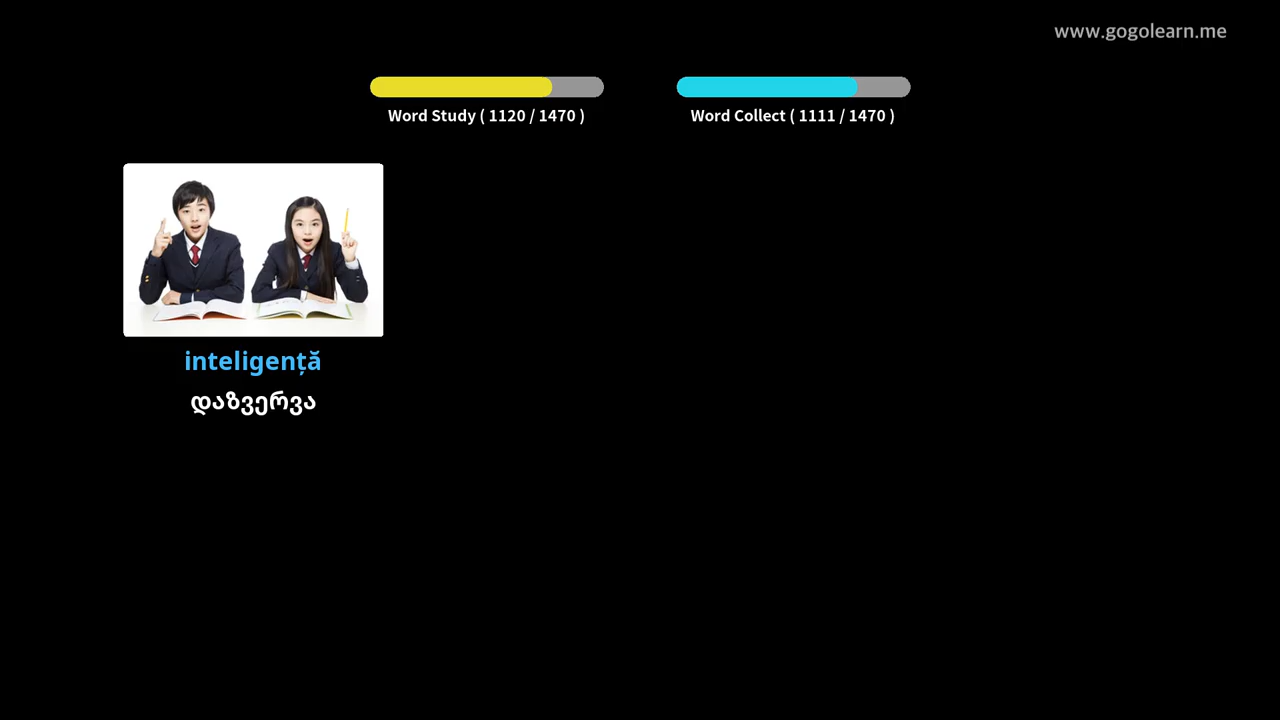 www.gogolearn.me
Word Study ( 1120 / 1470 )
Word Collect ( 1111 / 1470 )
inteligență
დაზვერვა